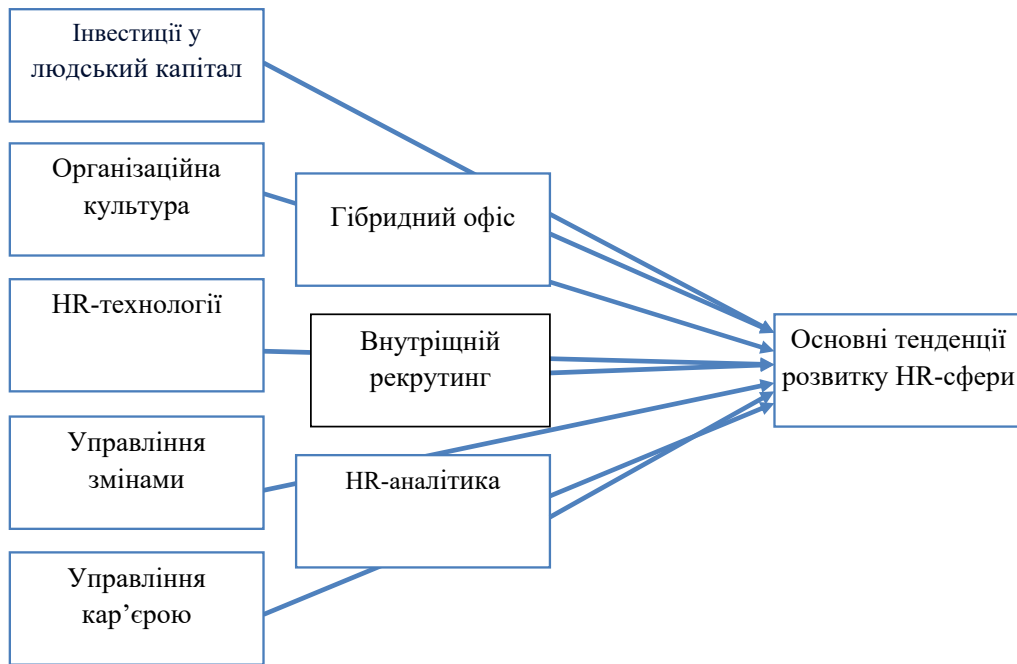 Інвестиції у
людський капітал
Організаційна
культура
HR-технології
Управління
змінами
Управління
кар’єрою
Гібридний офіс
Внутріщній
рекрутинг
HR-аналітика
Основні тенденції
розвитку HR-сфери